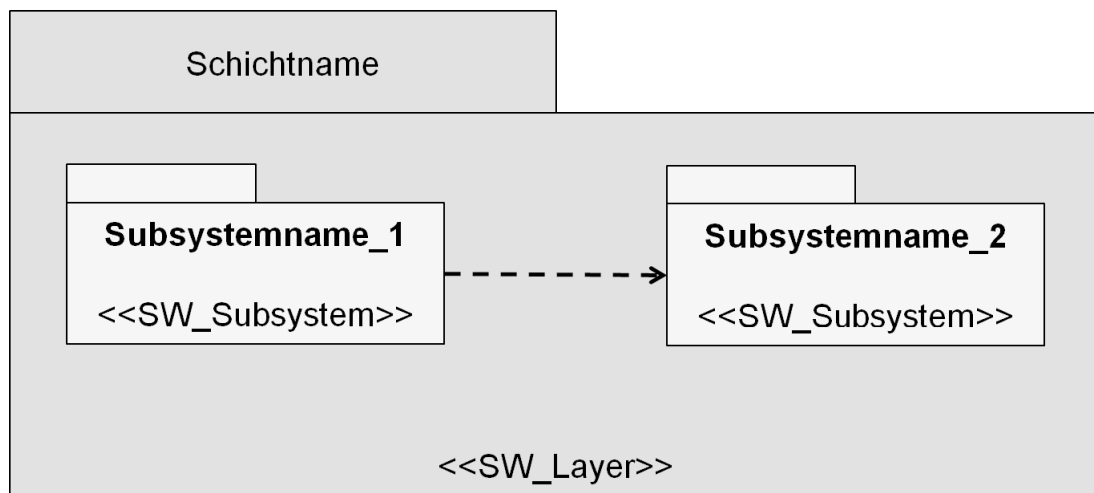 Schichtname
Subsystemname_1
<<SW_Subsystem>>
Subsystemname_2
<<SW_Subsystem>>
<<SW_Layer>>